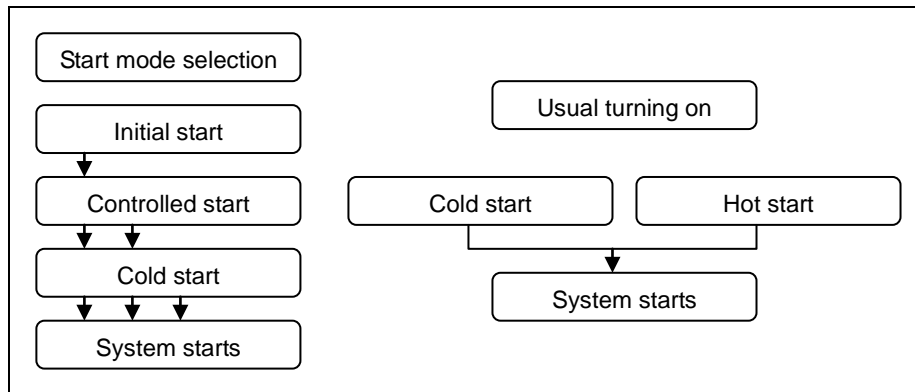 Start mode selection
Initial start
Controlled start
Cold start
System starts
Usual turning on
Cold start
Hot start
System starts